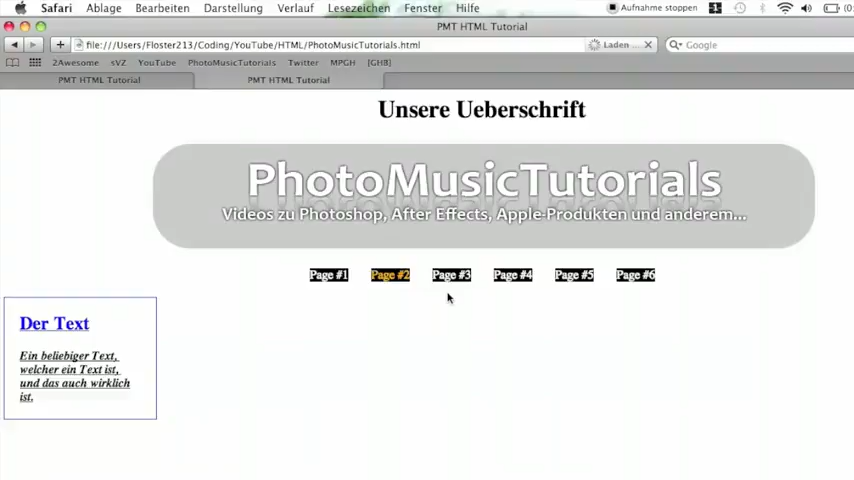 Safari Ablage Bearbeiten Darstellung Verlauf Lesezeichen Fenster Hilfe Aufnahme stoppen
PMT HTML Tutorial
file:///Users/Floster213/Coding/YouTube/HTML/PhotoMusicTutorials.html Laden ... Google
2Awesome sVZ YouTube PhotoMusicTutorials Twitter MPGH [GHB]
PMT HTML Tutorial PMT HTML Tutorial
Unsere Ueberschrift
PhotoMusicTutorials
Videos zu Photoshop, After Effects, Apple-Produkten und anderem...
Page #1 Page #2 Page #3 Page #4 Page #5 Page #6
Der Text
Ein beliebiger Text,
welcher ein Text ist,
und das auch wirklich
ist.